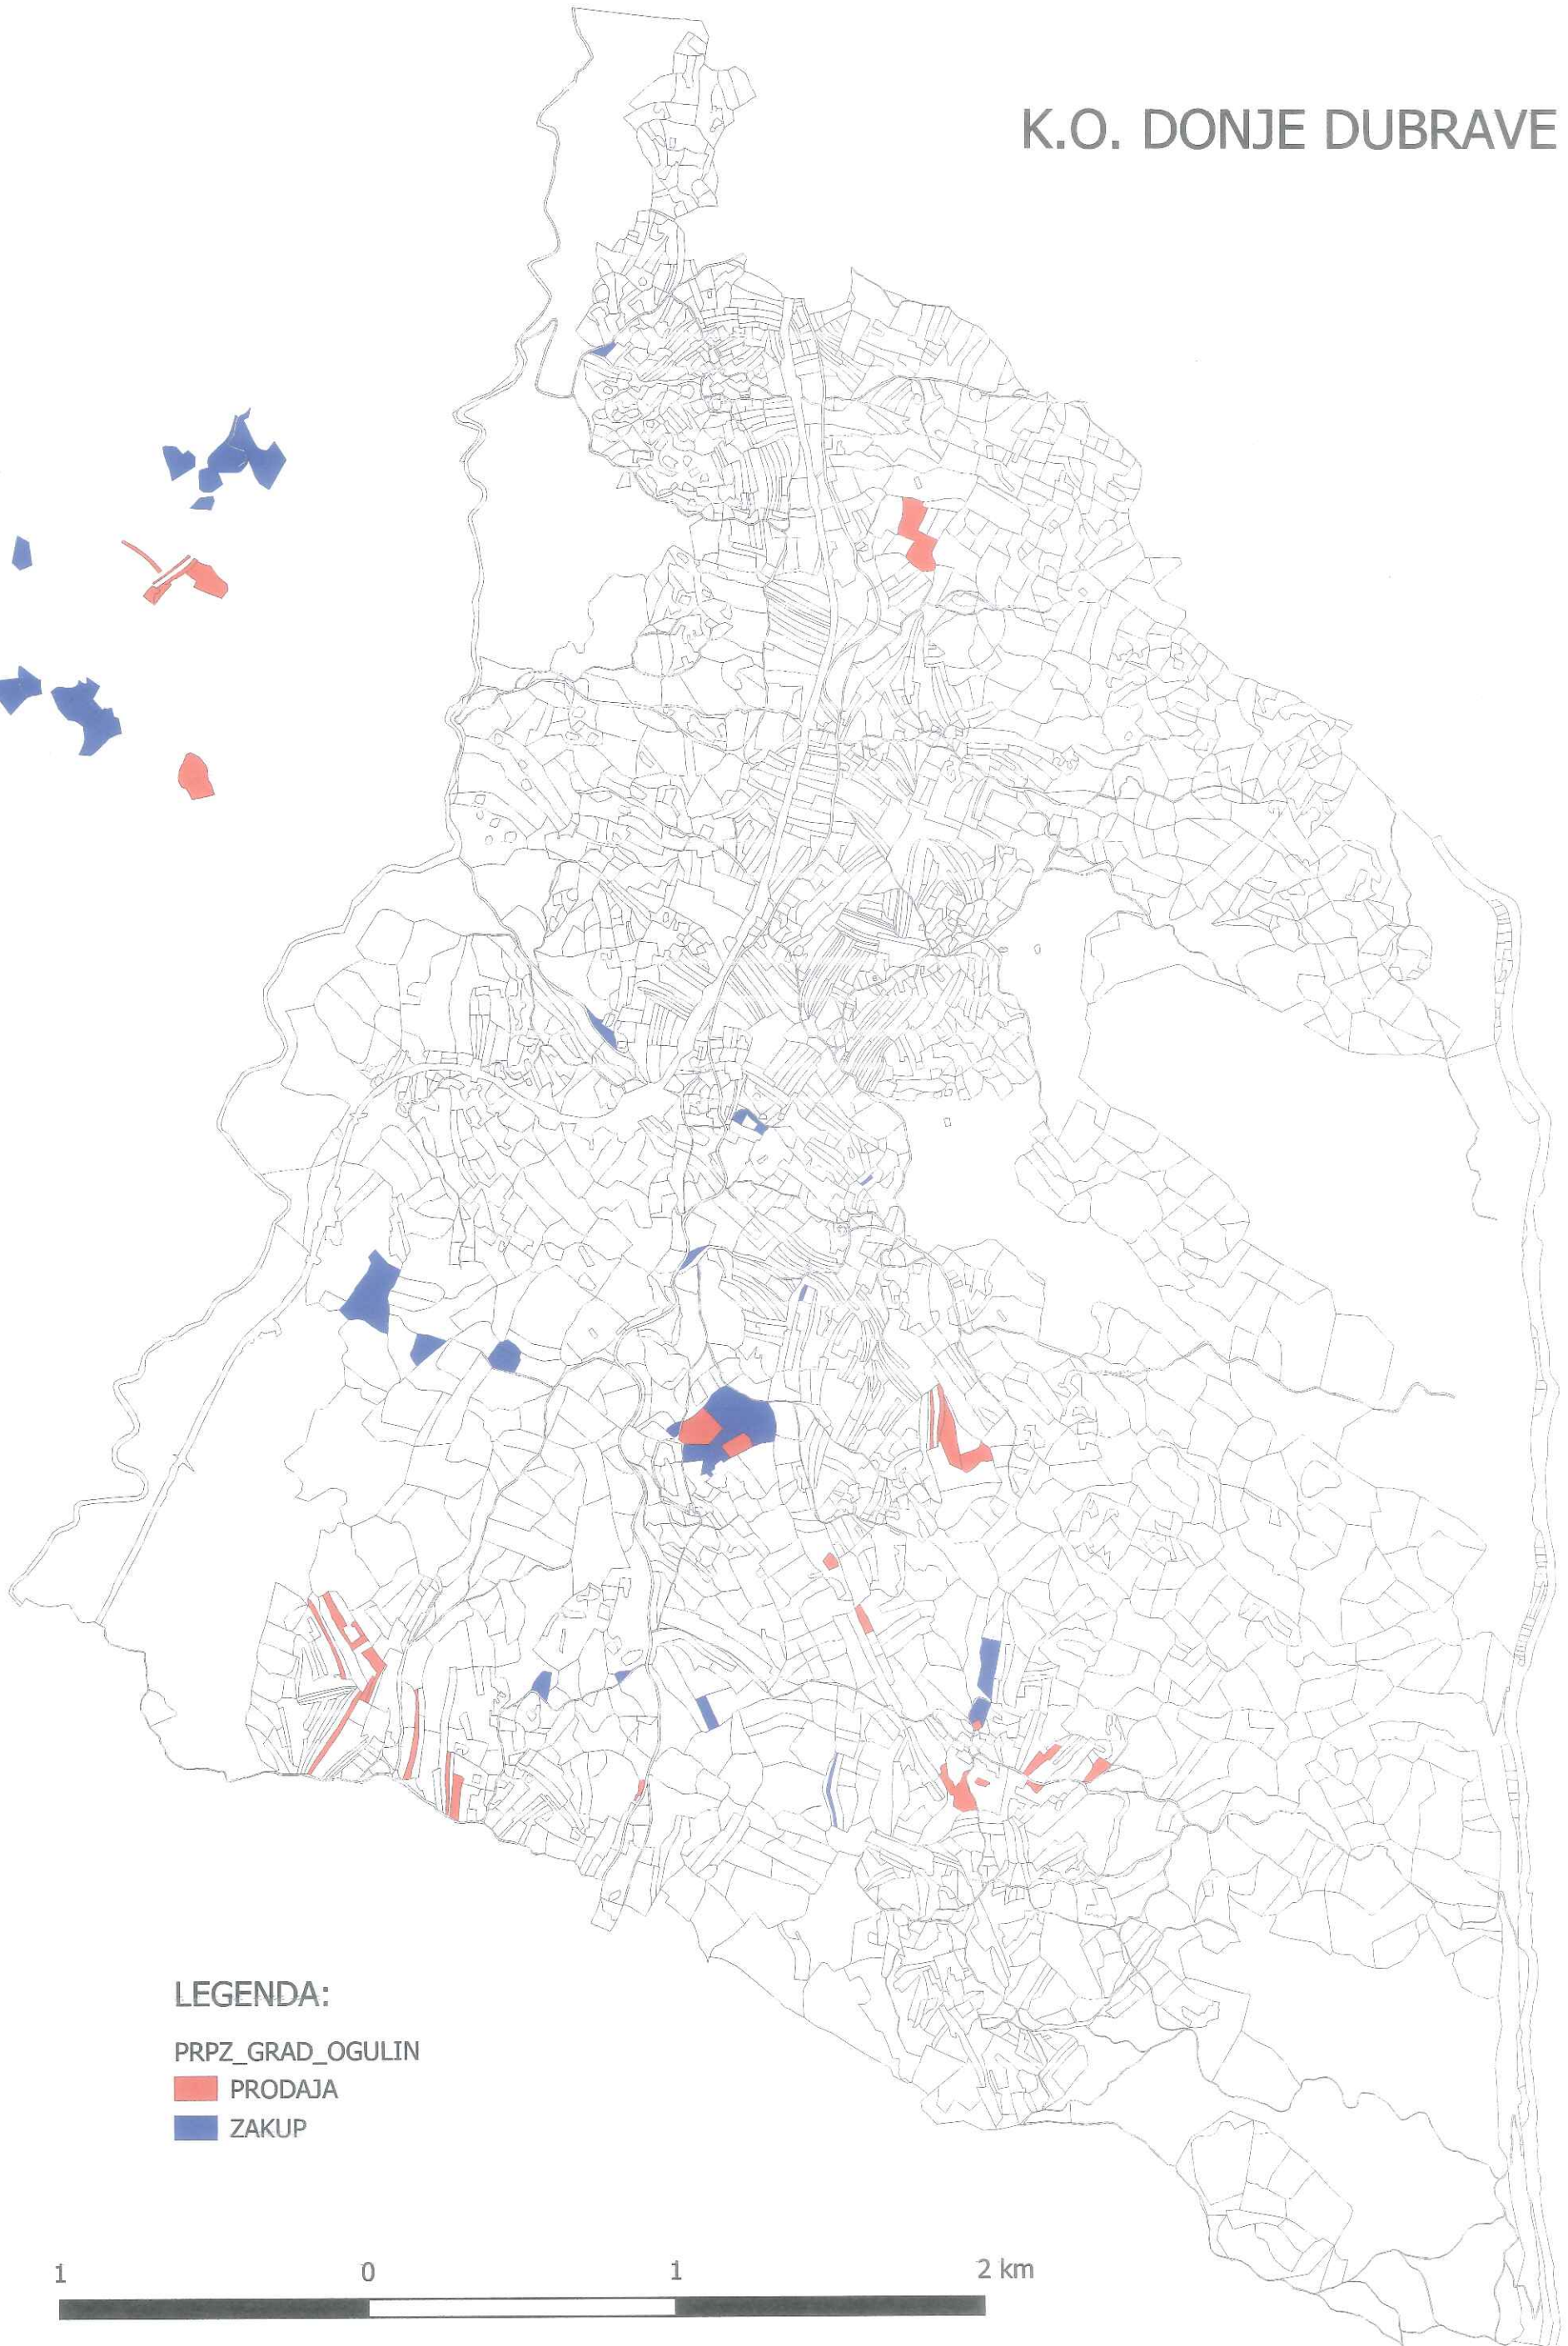 K.O. DONJE DUBRAVE
LEGENDA:
PRPZ_GRAD_OGULIN
PRODAJA
ZAKUP
1 0 1 2 km